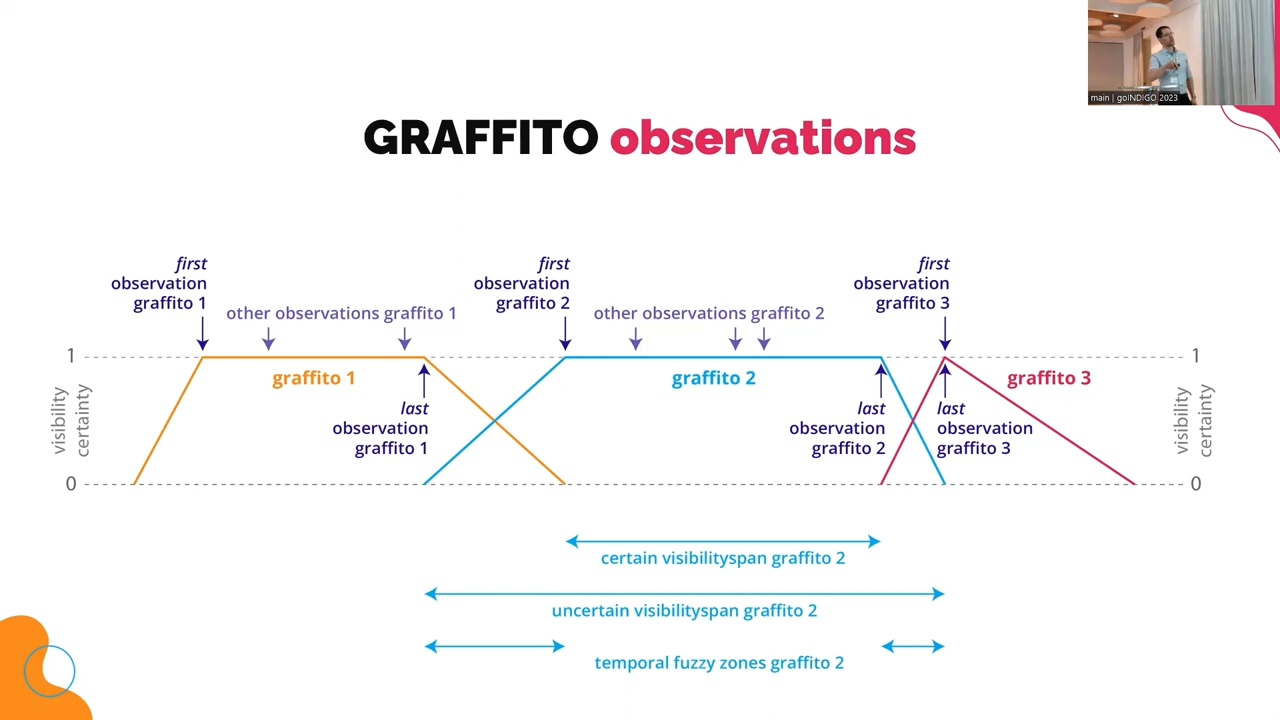 main | goINDIGO 2023
GRAFFITO observations
first
observation
graffito 1
other observations graffito 1
first
observation
graffito 2
other observations graffito 2
first
observation
graffito 3
1
1
graffito 1
graffito 2
graffito 3
visibility
certainty
last
observation
graffito 1
last
observation
graffito 2
last
observation
graffito 3
visibility
certainty
0
0
certain visibilityspan graffito 2
uncertain visibilityspan graffito 2
temporal fuzzy zones graffito 2